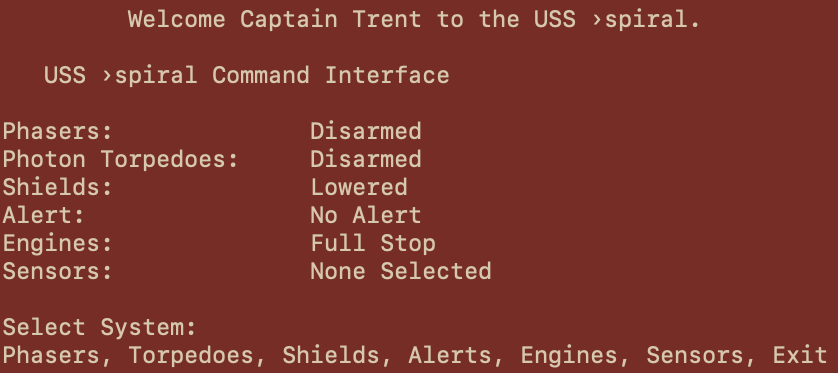 Welcome Captain Trent to the USS ›spiral.
USS ›spiral Command Interface
Phasers: Disarmed
Photon Torpedoes: Disarmed
Shields: Lowered
Alert: No Alert
Engines: Full Stop
Sensors: None Selected
Select System:
Phasers, Torpedoes, Shields, Alerts, Engines, Sensors, Exit